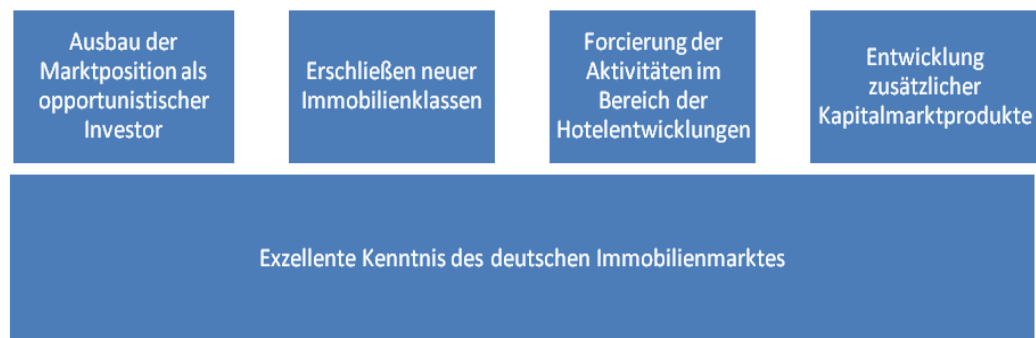 Ausbau der
Marktposition als
opportunistischer
Investor
Erschließen neuer
Immobilienklassen
Forcierung der
Aktivitäten im
Bereich der
Hotelentwicklungen
Entwicklung
zusätzlicher
Kapitalmarktprodukte
Exzellente Kenntnis des deutschen Immobilienmarktes